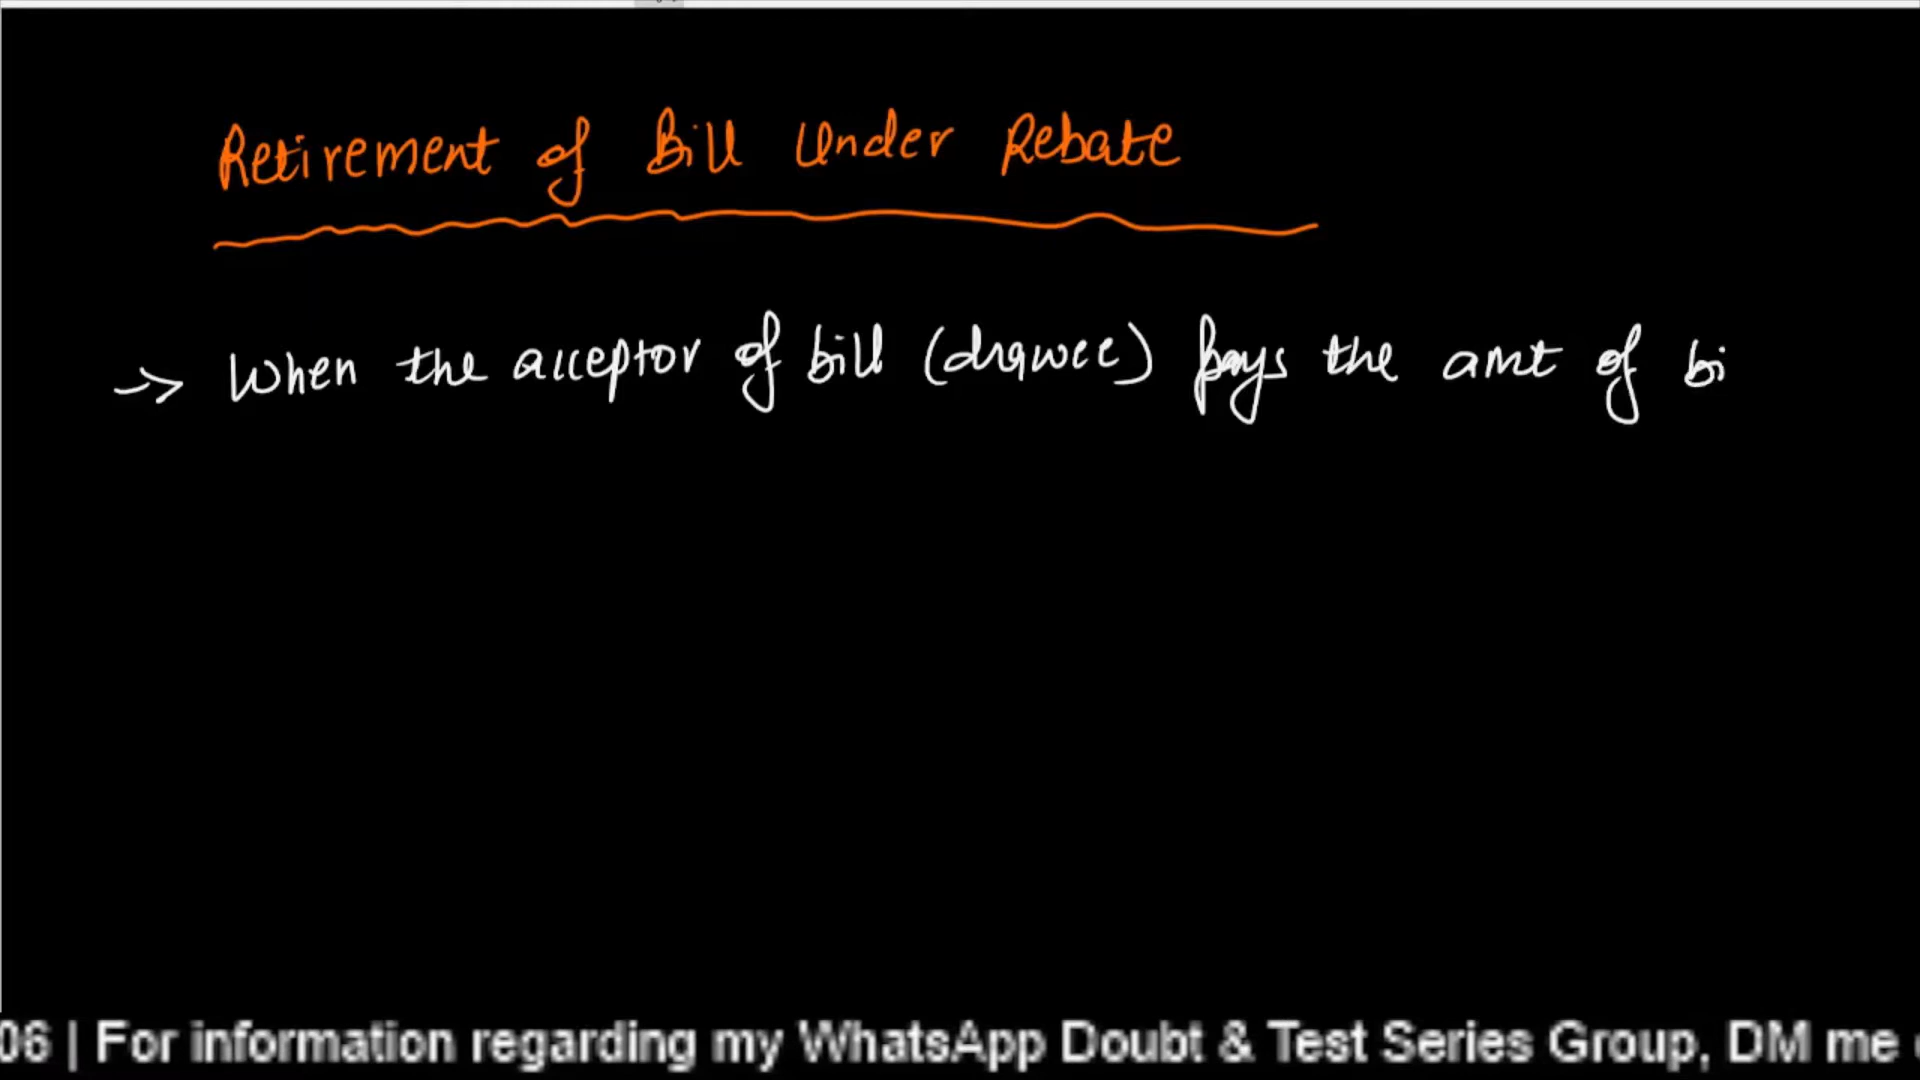 Retirement of Bill Under Rebate
->> When the acceptor of bill (drawee) pays the amt of bi
06 | For information regarding my WhatsApp Doubt & Test Series Group, DM me